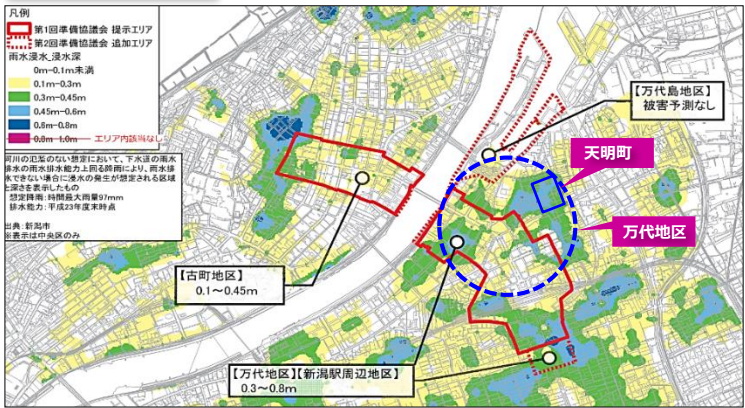 凡例
第1回準備協議会 提示エリア
第2回準備協議会 追加エリア
雨水浸水_浸水深
0m-0.1m未満
0.1m-0.3m
0.3m-0.45m
0.45m-0.6m
0.6m-0.8m
0.8m-1.0m
エリア内該当なし
河川の氾濫のない想定において、下水道の雨水
排水の雨水排水能力上回る降雨により、雨水排
水できない場合に浸水の発生が想定される区域
と深さを表示したもの
想定降雨:時間最大雨量97mm
排水能力:平成23年度末時点
出典:新潟市
※表示は中央区のみ
【万代島地区】
被害予測なし
天明町
万代地区
【古町地区】
0.1~0.45m
【万代地区】【新潟駅周辺地区】
0.3~0.8m